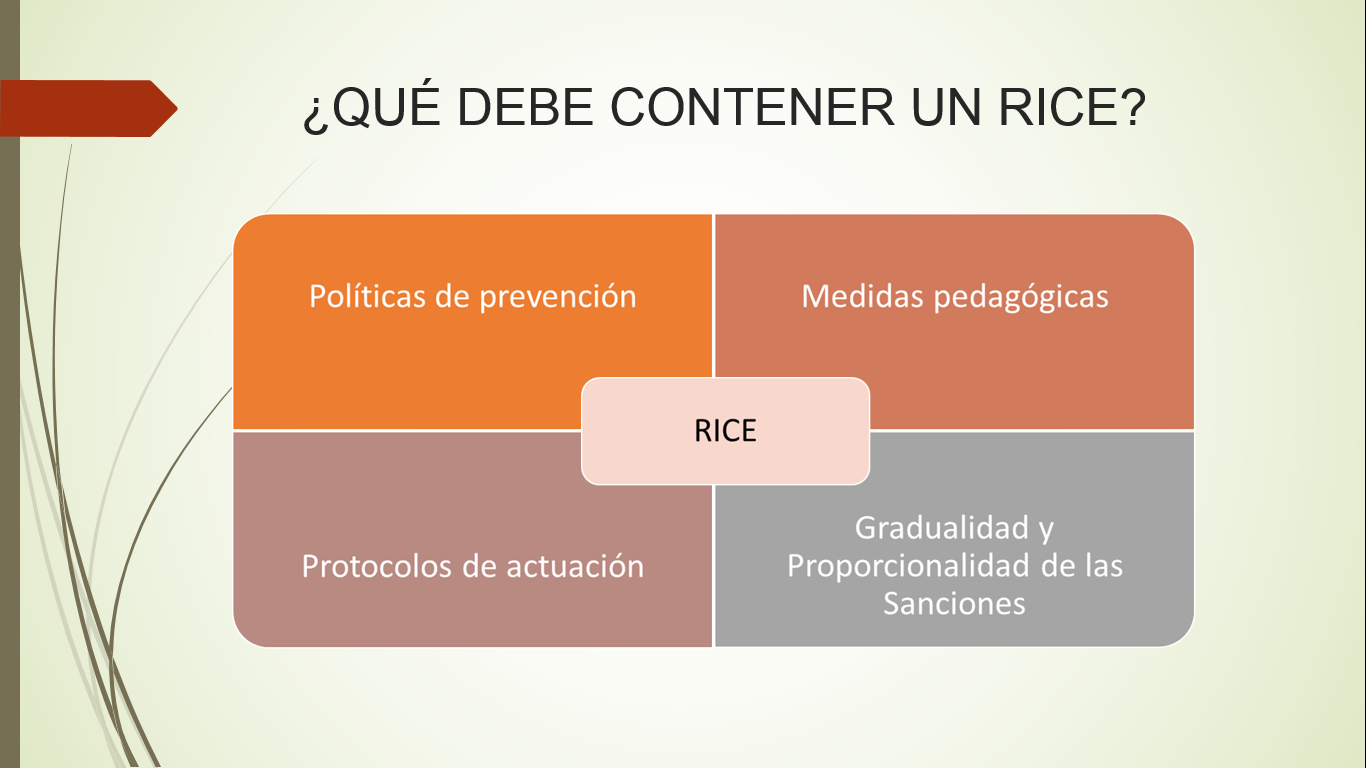 ¿QUÉ DEBE CONTENER UN RICE?
Políticas de prevención
Medidas pedagógicas
RICE
Protocolos de actuación
Gradualidad y
Proporcionalidad de las
Sanciones